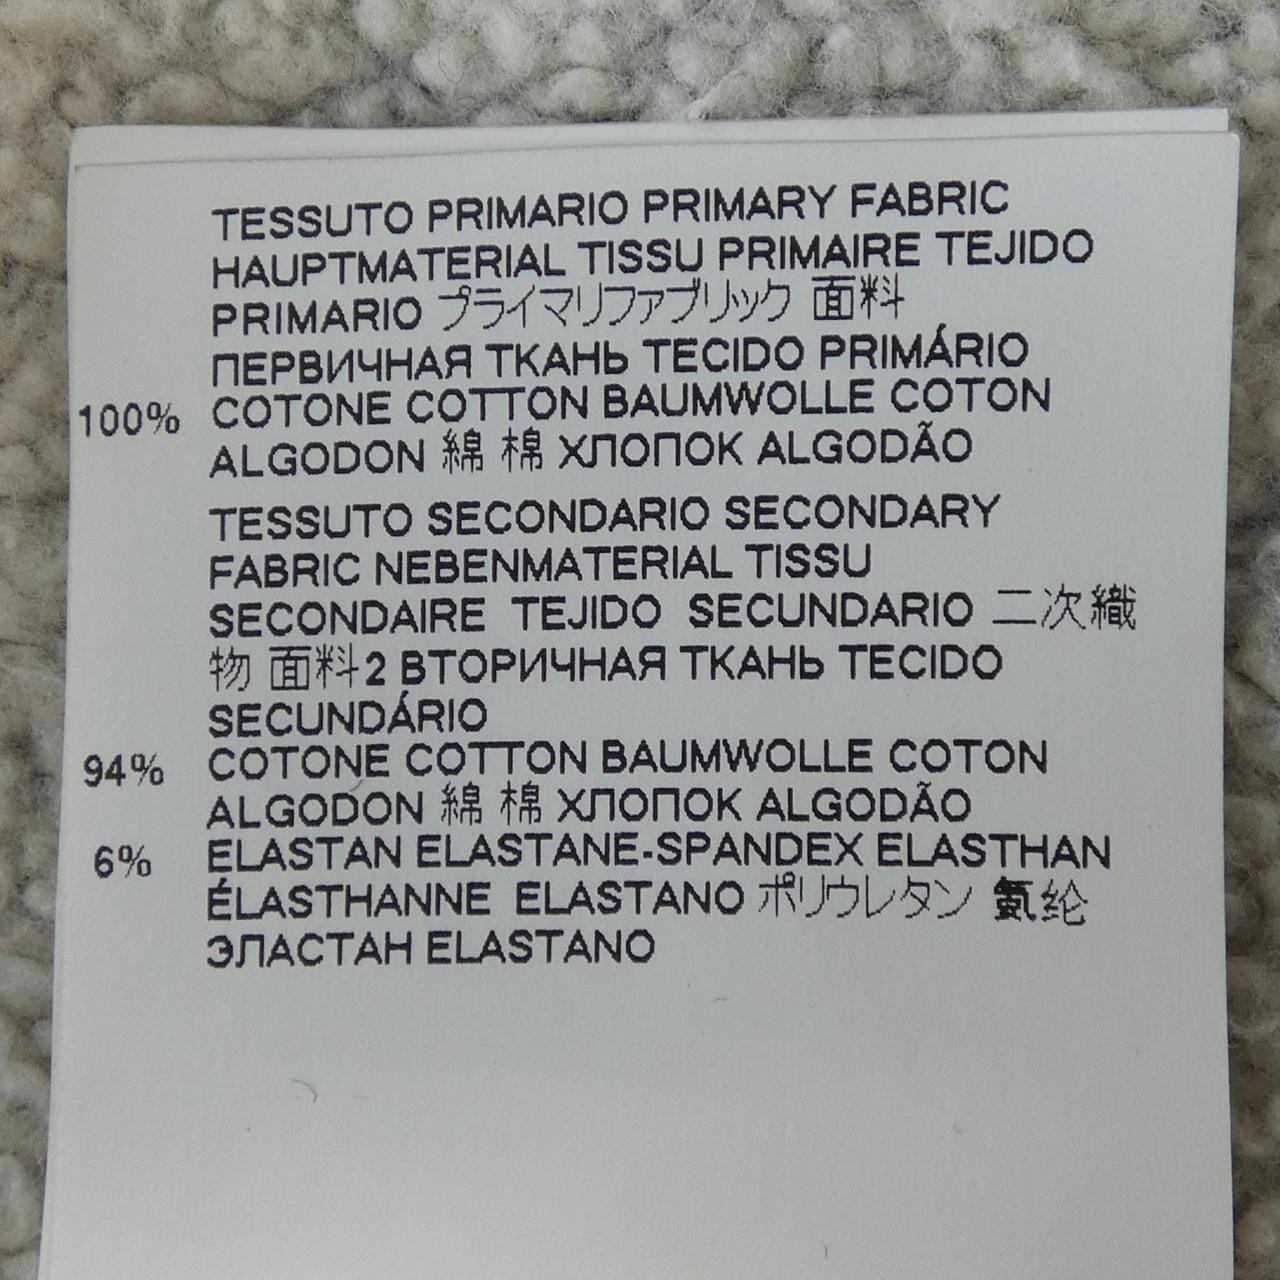 TESSUTO PRIMARIO PRIMARY FABRIC
HAUPTMATERIAL TISSU PRIMAIRE TEJIDO
PRIMARIO プライマリファブリック 面料
ПЕРВИЧНАЯ ТКАНЬ TECIDO PRIMÁRIO
100% COTONE COTTON BAUMWOLLE COTON
ALGODON 綿 棉 ХЛОПОК ALGODÃO
TESSUTO SECONDARIO SECONDARY
FABRIC NEBENMATERIAL TISSU
SECONDAIRE TEJIDO SECUNDARIO 二次織
物 面料2 ВТОРИЧНАЯ ТКАНЬ TECIDO
SECUNDÁRIO
94% COTONE COTTON BAUMWOLLE COTON
ALGODON 綿 棉 ХЛОПОК ALGODÃO
6% ELASTAN ELASTANE-SPANDEX ELASTHAN
ÉLASTHANNE ELASTANO ポリウレタン 氨纶
ЭЛАСТАН ELASTANO